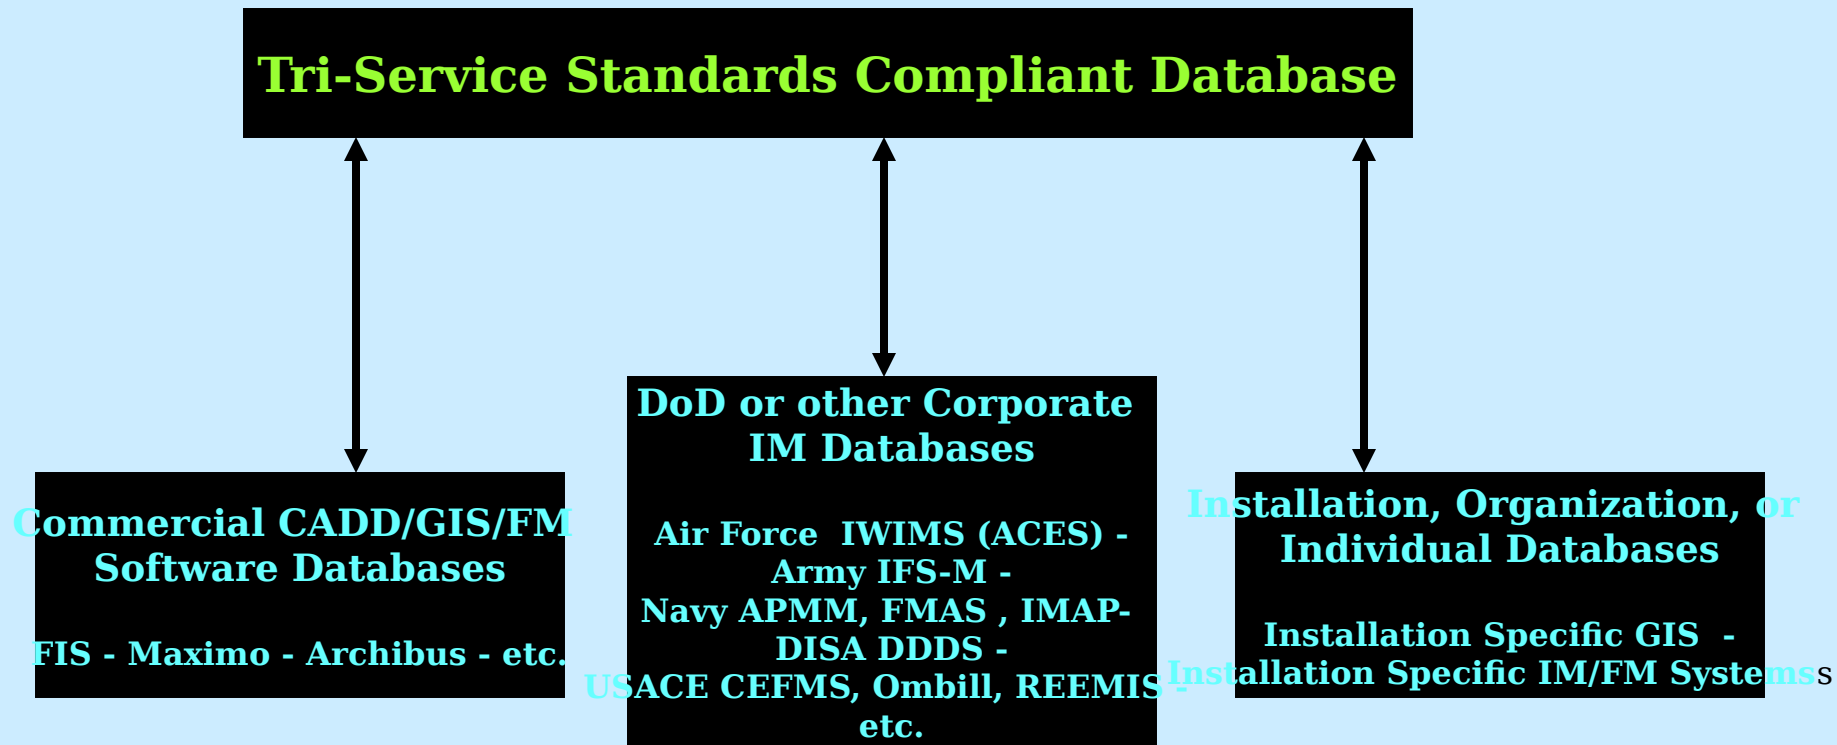 Tri-Service Standards Compliant Database
Commercial CADD/GIS/FM
Software Databases
FIS - Maximo - Archibus - etc.
DoD or other Corporate
IM Databases
Air Force  IWIMS (ACES) -
Army IFS-M -
Navy APMM, FMAS , IMAP-
DISA DDDS -
USACE CEFMS, Ombill, REEMIS -
etc.
Installation, Organization, or
Individual Databases
Installation Specific GIS  -
Installation Specific IM/FM Systemss